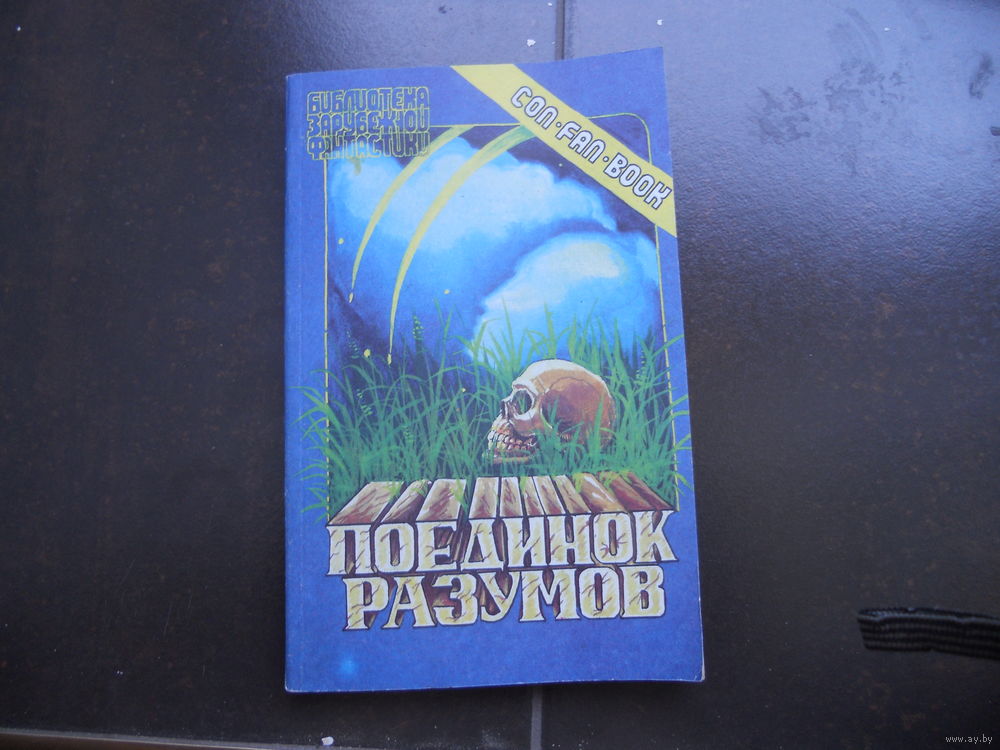 БИБЛИОТЕКА
ЗАРУБЕЖНОЙ
ФАНТАСТИКИ
CON·FAN·BOOK
ПОЕДИНОК
РАЗУМОВ
www.ay.by